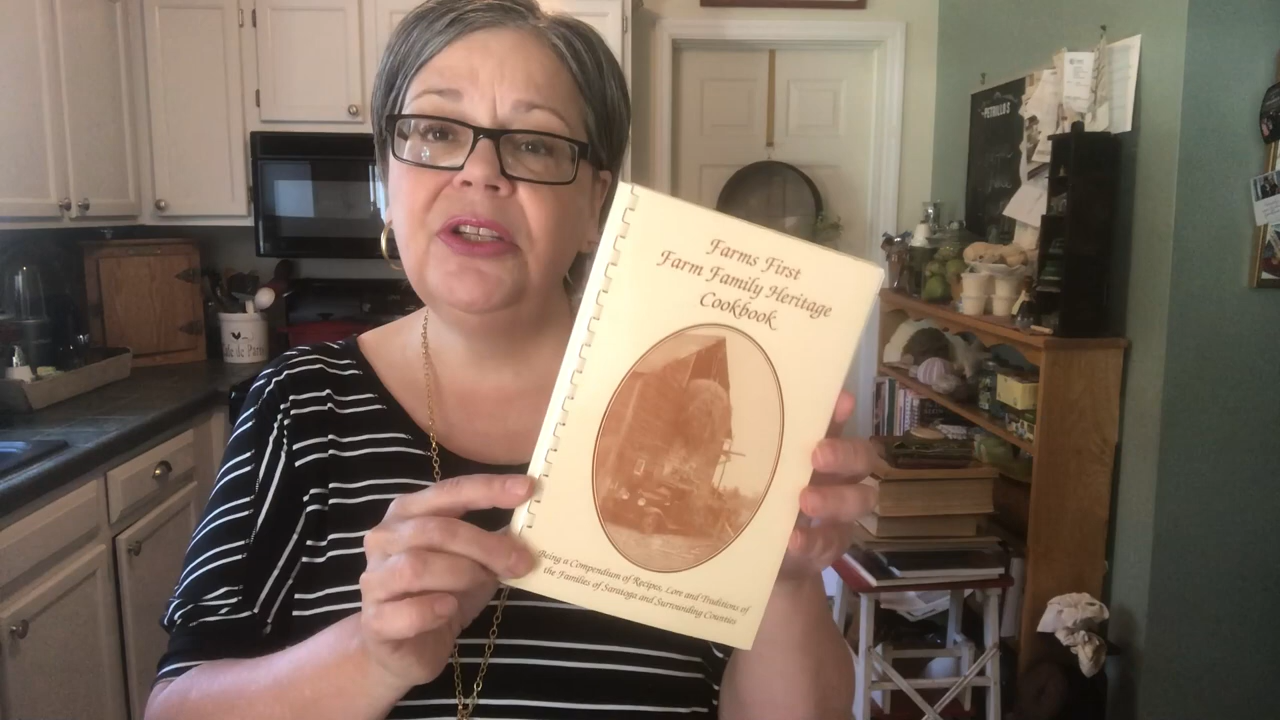 Farms First
Farm Family Heritage
Cookbook
Being a Compendium of Recipes, Lore and Traditions of
the Families of Saratoga and Surrounding Counties
PETRILLO'S